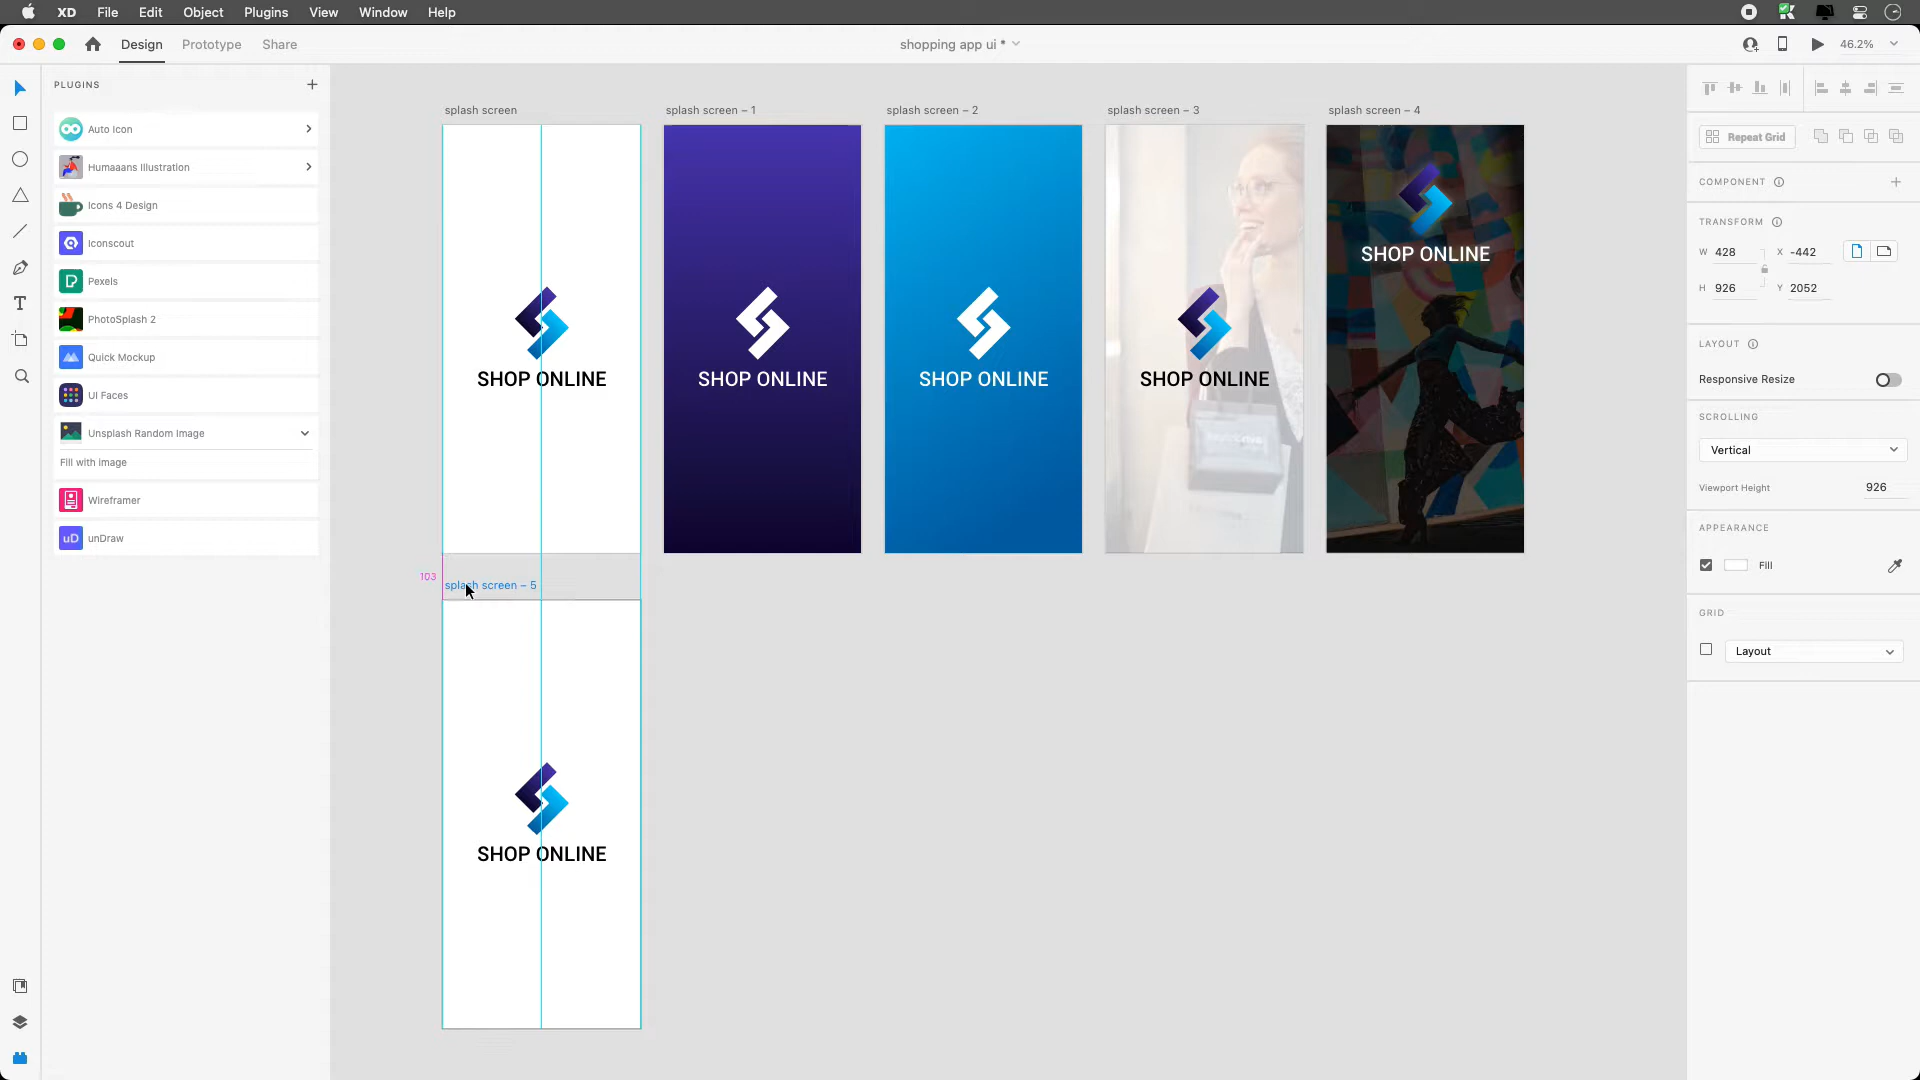 XD File Edit Object Plugins View Window Help
Design Prototype Share
shopping app ui *
46.2%
PLUGINS
Auto Icon
Humaaans Illustration
Icons 4 Design
Iconscout
Pexels
PhotoSplash 2
Quick Mockup
UI Faces
Unsplash Random Image
Fill with image
Wireframer
uD unDraw
splash screen
splash screen – 1
splash screen – 2
splash screen – 3
splash screen – 4
SHOP ONLINE
SHOP ONLINE
SHOP ONLINE
SHOP ONLINE
SHOP ONLINE
103
splash screen – 5
SHOP ONLINE
Repeat Grid
COMPONENT
TRANSFORM
W 428 X -442
H 926 Y 2052
LAYOUT
Responsive Resize
SCROLLING
Vertical
Viewport Height 926
APPEARANCE
Fill
GRID
Layout